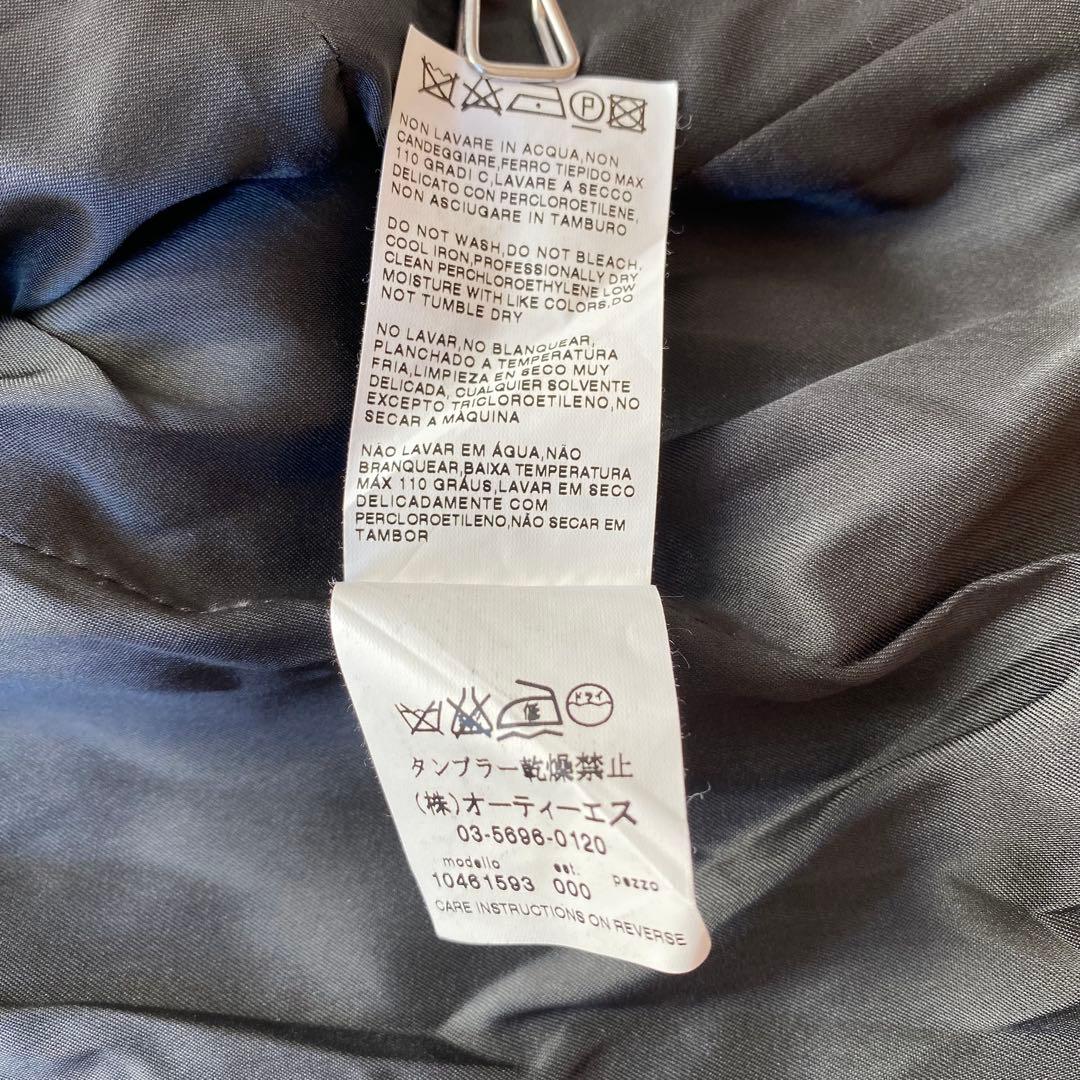 P
NON LAVARE IN ACQUA,NON
CANDEGGIARE,FERRO TIEPIDO MAX
110 GRADI C,LAVARE A SECCO
DELICATO CON PERCLOROETILENE,
NON ASCIUGARE IN TAMBURO
DO NOT WASH,DO NOT BLEACH,
COOL IRON,PROFESSIONALLY DRY
CLEAN PERCHLOROETHYLENE LOW
MOISTURE WITH LIKE COLORS,DO
NOT TUMBLE DRY
NO LAVAR,NO BLANQUEAR,
PLANCHADO A TEMPERATURA
FRIA,LIMPIEZA EN SECO MUY
DELICADA, CUALQUIER SOLVENTE
EXCEPTO TRICLOROETILENO,NO
SECAR A MÁQUINA
NÃO LAVAR EM ÁGUA,NÃO
BRANQUEAR,BAIXA TEMPERATURA
MÁX 110 GRÁUS,LAVAR EM SECO
DELICADAMENTE COM
PERCLOROETILENO,NÃO SECAR EM
TAMBOR
低 ドライ
タンブラー乾燥禁止
(株)オーティーエス
03-5696-0120
modello est. pezzo
10461593 000
CARE INSTRUCTIONS ON REVERSE